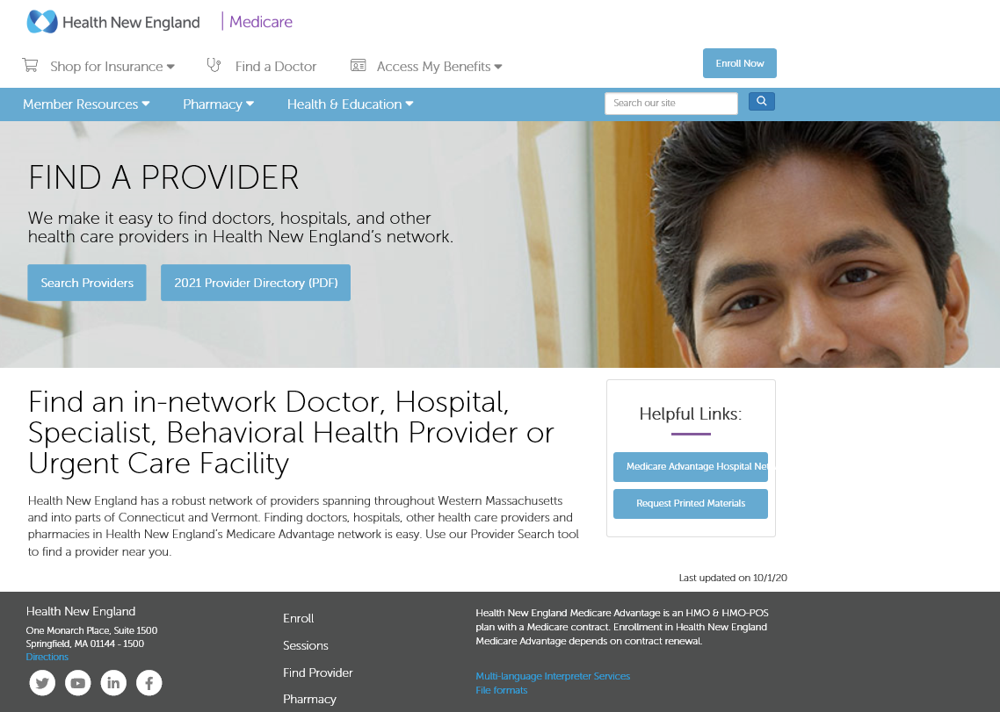 Health New England | Medicare
Shop for Insurance
Find a Doctor
Access My Benefits
Enroll Now
Member Resources
Pharmacy
Health & Education
Search our site
FIND A PROVIDER
We make it easy to find doctors, hospitals, and other
health care providers in Health New England's network.
Search Providers
2021 Provider Directory (PDF)
Find an in-network Doctor, Hospital,
Specialist, Behavioral Health Provider or
Urgent Care Facility
Health New England has a robust network of providers spanning throughout Western Massachusetts
and into parts of Connecticut and Vermont. Finding doctors, hospitals, other health care providers and
pharmacies in Health New England's Medicare Advantage network is easy. Use our Provider Search tool
to find a provider near you.
Helpful Links:
Medicare Advantage Hospital Net
Request Printed Materials
Last updated on 10/1/20
Health New England
One Monarch Place, Suite 1500
Springfield, MA 01144 - 1500
Directions
Enroll
Sessions
Find Provider
Pharmacy
Health New England Medicare Advantage is an HMO & HMO-POS
plan with a Medicare contract. Enrollment in Health New England
Medicare Advantage depends on contract renewal.
Multi-language Interpreter Services
File formats